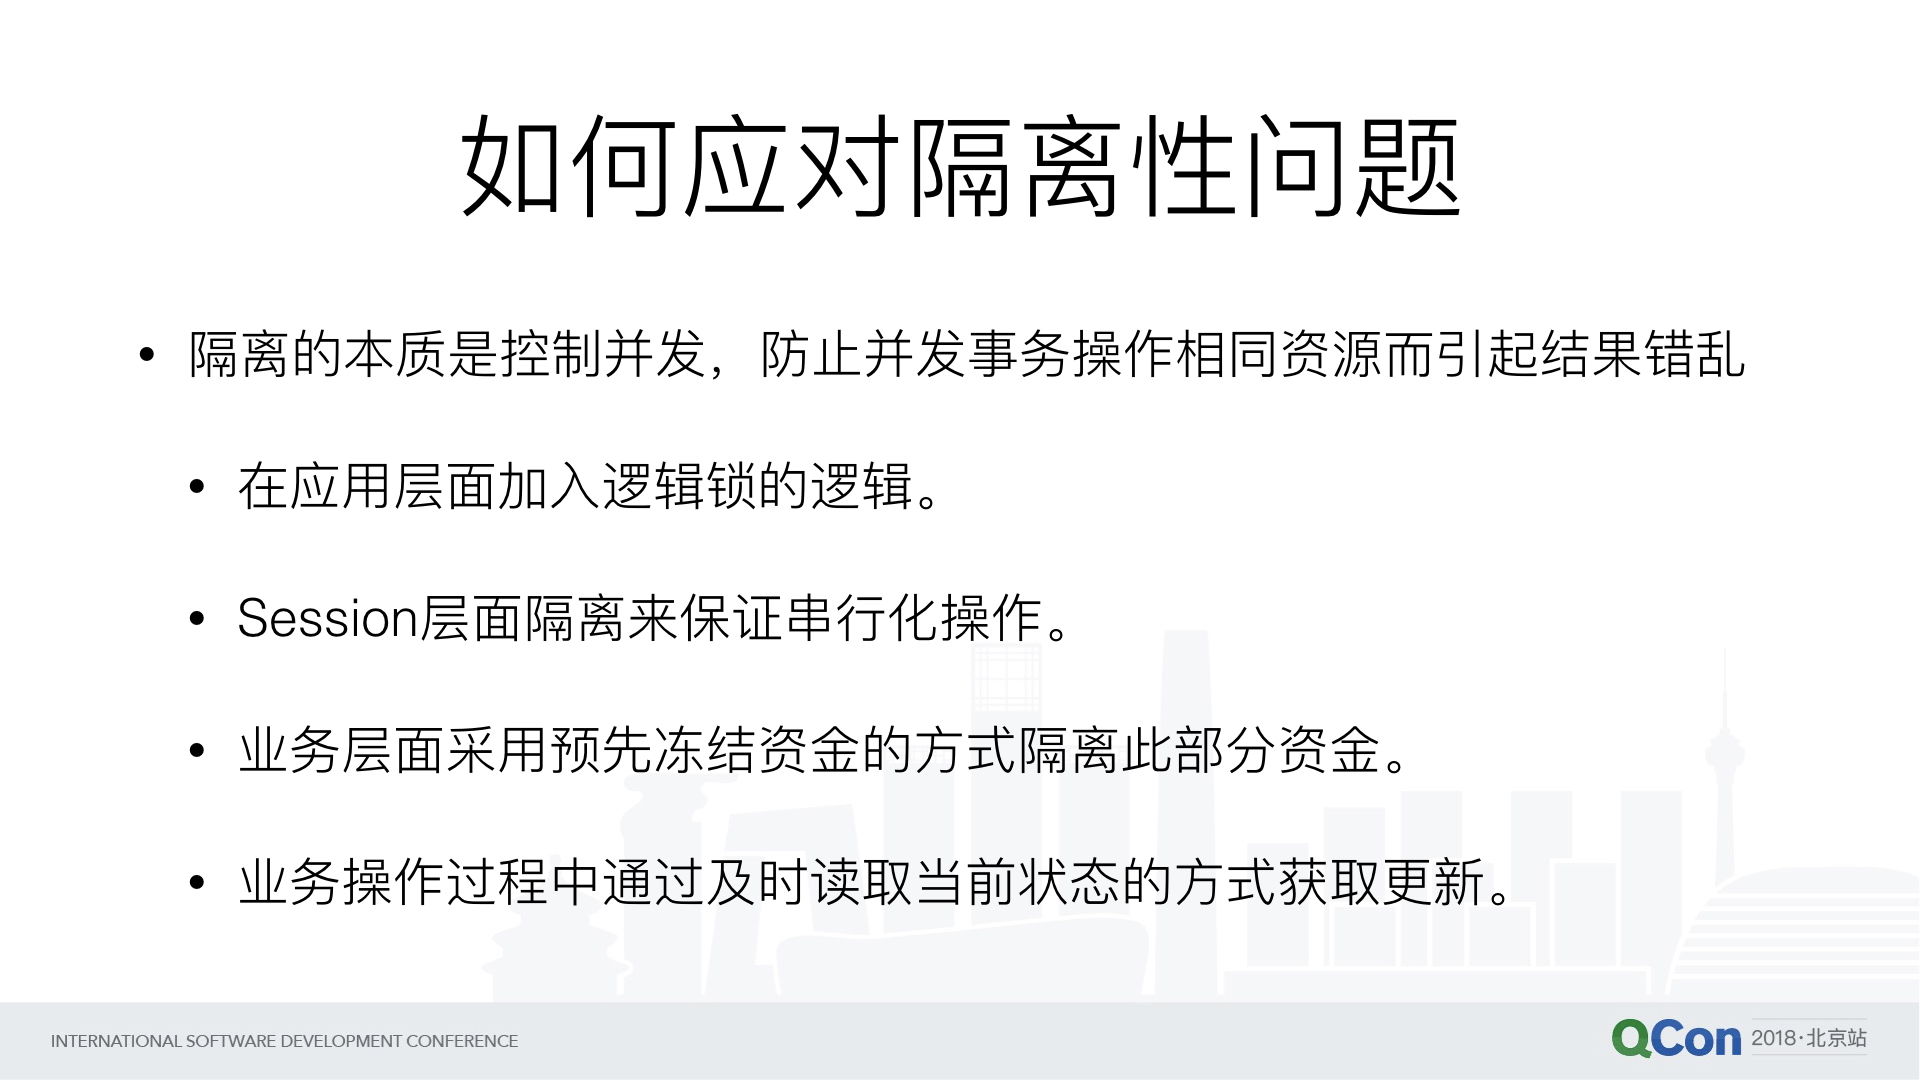 如何应对隔离性问题
• 隔离的本质是控制并发，防止并发事务操作相同资源而引起结果错乱
• 在应用层面加入逻辑锁的逻辑。
• Session层面隔离来保证串行化操作。
• 业务层面采用预先冻结资金的方式隔离此部分资金。
• 业务操作过程中通过及时读取当前状态的方式获取更新。
INTERNATIONAL SOFTWARE DEVELOPMENT CONFERENCE
QCon 2018·北京站